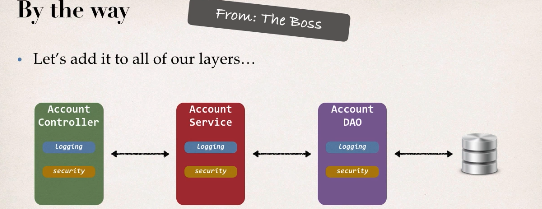 By the way
From: The Boss
• Let's add it to all of our layers...
Account Controller
logging
security
Account Service
logging
security
Account DAO
logging
security